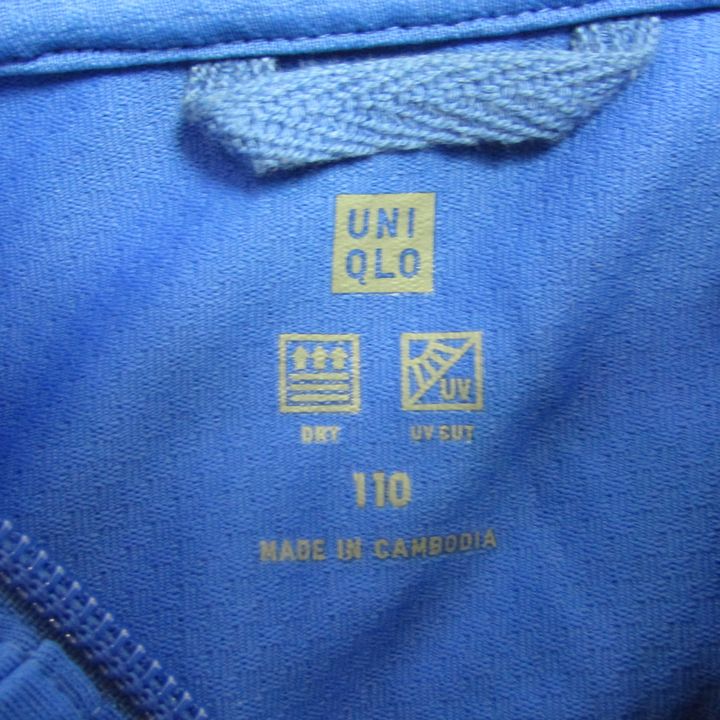 UNI
QLO
UV
DRY
UV CUT
110
MADE IN CAMBODIA